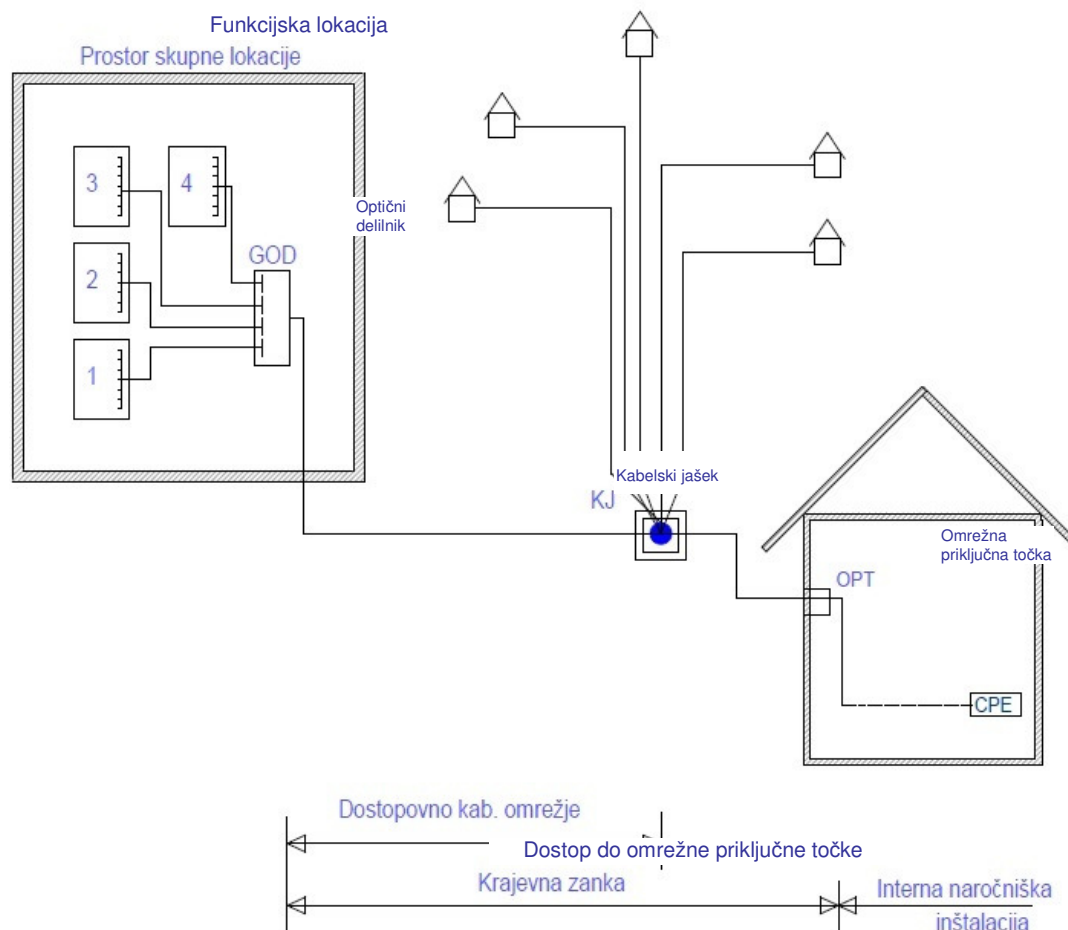 Funkcijska lokacija
Prostor skupne lokacije
3
4
Optični
delilnik
GOD
2
1
Kabelski jašek
KJ
Omrežna
priključna točka
OPT
CPE
Dostopovno kab. omrežje
Dostop do omrežne priključne točke
Krajevna zanka
Interna naročniška
inštalacija